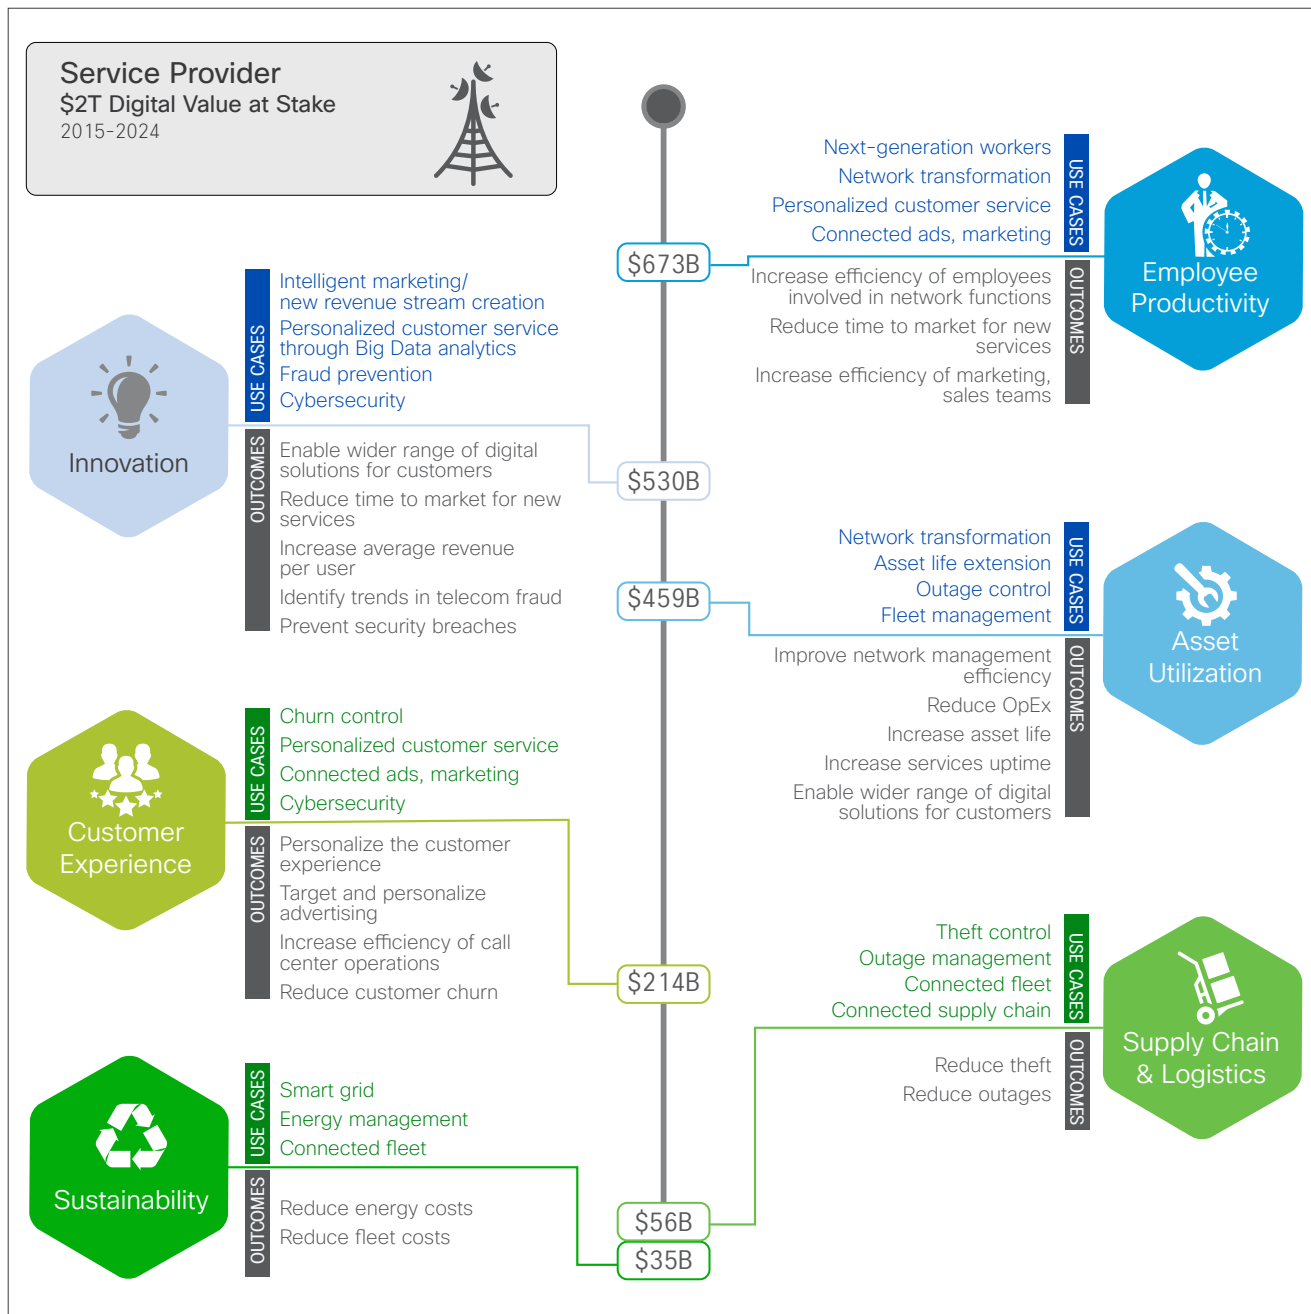 Service Provider
$2T Digital Value at Stake
2015-2024
Next-generation workers
Network transformation
Personalized customer service
Connected ads, marketing
USE CASES
$673B
Increase efficiency of employees
involved in network functions
Reduce time to market for new
services
Increase efficiency of marketing,
sales teams
OUTCOMES
Employee
Productivity
Innovation
USE CASES
Intelligent marketing/
new revenue stream creation
Personalized customer service
through Big Data analytics
Fraud prevention
Cybersecurity
OUTCOMES
Enable wider range of digital
solutions for customers
Reduce time to market for new
services
Increase average revenue
per user
Identify trends in telecom fraud
Prevent security breaches
$530B
Network transformation
Asset life extension
Outage control
Fleet management
USE CASES
$459B
Improve network management
efficiency
Reduce OpEx
Increase asset life
Increase services uptime
Enable wider range of digital
solutions for customers
OUTCOMES
Asset
Utilization
Customer
Experience
USE CASES
Churn control
Personalized customer service
Connected ads, marketing
Cybersecurity
OUTCOMES
Personalize the customer
experience
Target and personalize
advertising
Increase efficiency of call
center operations
Reduce customer churn
$214B
Theft control
Outage management
Connected fleet
Connected supply chain
USE CASES
Reduce theft
Reduce outages
OUTCOMES
Supply Chain
& Logistics
Sustainability
USE CASES
Smart grid
Energy management
Connected fleet
OUTCOMES
Reduce energy costs
Reduce fleet costs
$56B
$35B